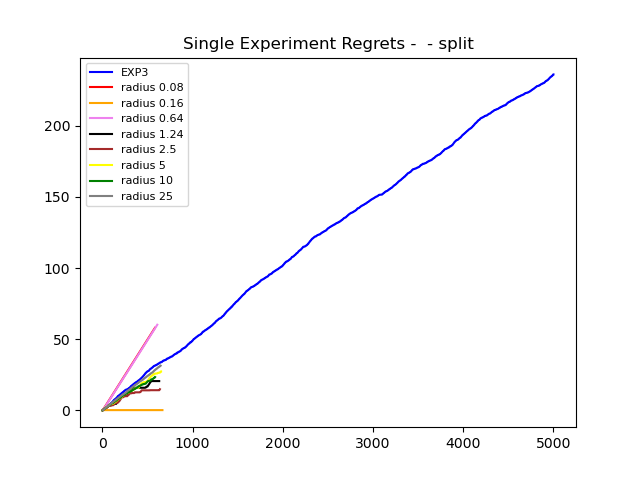 Single Experiment Regrets -  - split
EXP3
radius 0.08
radius 0.16
radius 0.64
radius 1.24
radius 2.5
radius 5
radius 10
radius 25
200
150
100
50
0
0 1000 2000 3000 4000 5000